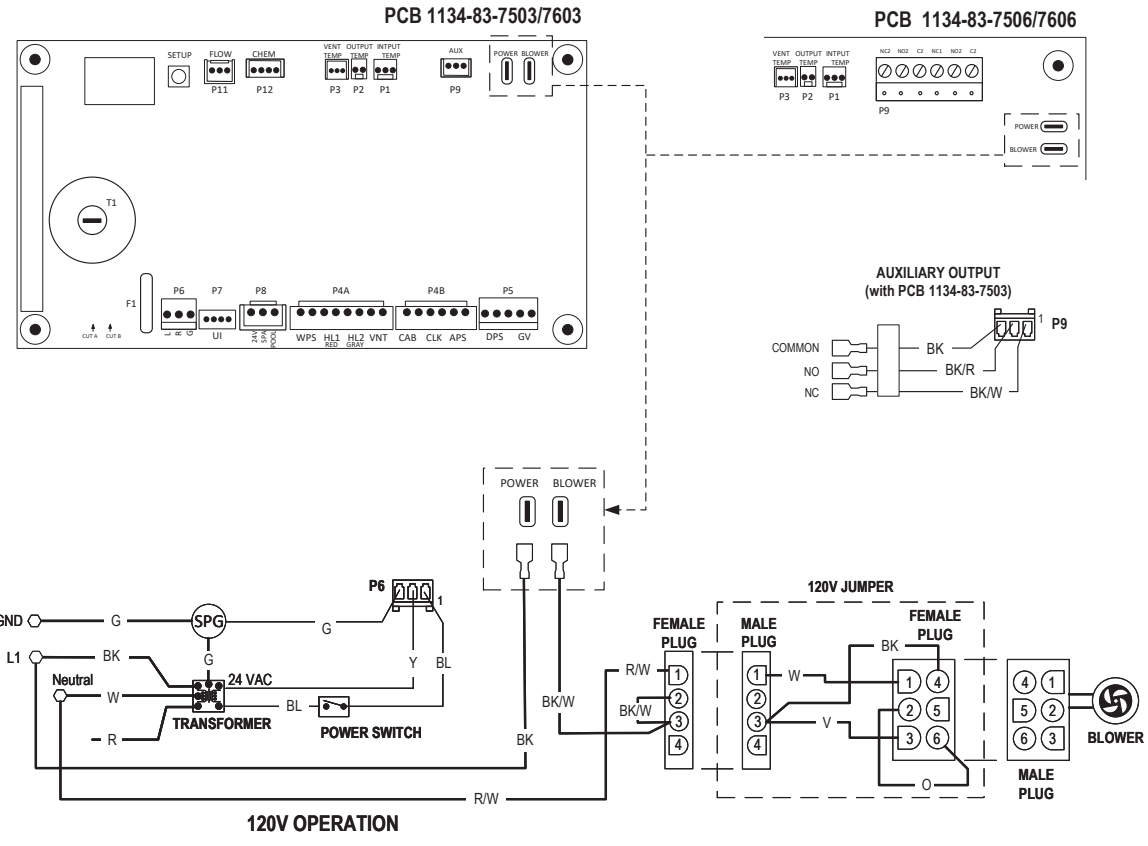 PCB 1134-83-7503/7603
PCB 1134-83-7506/7606
SETUP
FLOW
P11
CHEM
P12
VENT TEMP
P3
OUTPUT TEMP
P2
INTPUT TEMP
P1
AUX
P9
POWER BLOWER
T1
F1
CUT A
CUT B
P6
L R G
P7
UI
P8
24V SPA POOL
P4A
WPS HL1 HL2 VNT
RED GRAY
P4B
CAB CLK APS
P5
DPS GV
VENT TEMP
P3
OUTPUT TEMP
P2
INTPUT TEMP
P1
NC2 NO2 C2 NC1 NO2 C2
P9
POWER
BLOWER
AUXILIARY OUTPUT
(with PCB 1134-83-7503)
1 P9
COMMON BK
NO BK/R
NC BK/W
POWER BLOWER
P6
1
GND G SPG G
L1 BK G
Y BL
Neutral W
24 VAC
TRANSFORMER
R
BL
POWER SWITCH
BK
BK/W
R/W
BK/W
R/W
FEMALE PLUG
1
2
3
4
120V JUMPER
MALE PLUG
1
2
3
4
W
BK
V
O
FEMALE PLUG
1 4
2 5
3 6
4 1
5 2
6 3
MALE PLUG
BLOWER
120V OPERATION